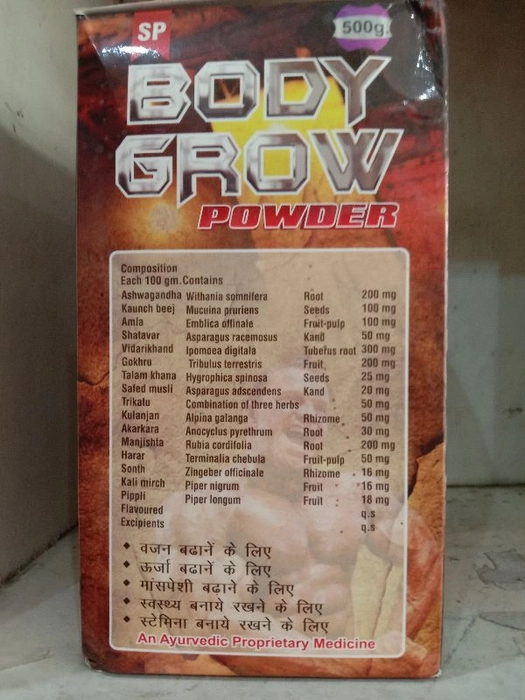 SP
500g.
BODY
GROW
POWDER
Composition
Each 100 gm.Contains
Ashwagandha Withania somnifera Root 200 mg
Kaunch beej Mucuina pruriens Seeds 100 mg
Amla Emblica offinale Fruit-pulp 100 mg
Shatavar Asparagus racemosus Kand 50 mg
Vidarikhand Ipomoea digitala Tuberus root 300 mg
Gokhru Tribulus terrestris Fruit 200 mg
Talam khana Hygrophica spinosa Seeds 25 mg
Safed musli Asparagus adscendens Kand 20 mg
Trikatu Combination of three herbs 50 mg
Kulanjan Alpina galanga Rhizome 50 mg
Akarkara Anocyclus pyrethrum Root 30 mg
Manjishta Rubia cordifolia Root 200 mg
Harar Terminalia chebula Fruit-pulp 50 mg
Sonth Zingeber officinale Rhizome 16 mg
Kali mirch Piper nigrum Fruit 16 mg
Pippli Piper longum Fruit 18 mg
Flavoured q.s
Excipients q.s
वजन बढानें के लिए
ऊर्जा बढानें के लिए
मांसपेशी बढाने के लिए
स्वस्थ्य बनाये रखने के लिए
स्टेमिना बनाये रखने के लिए
An Ayurvedic Proprietary Medicine